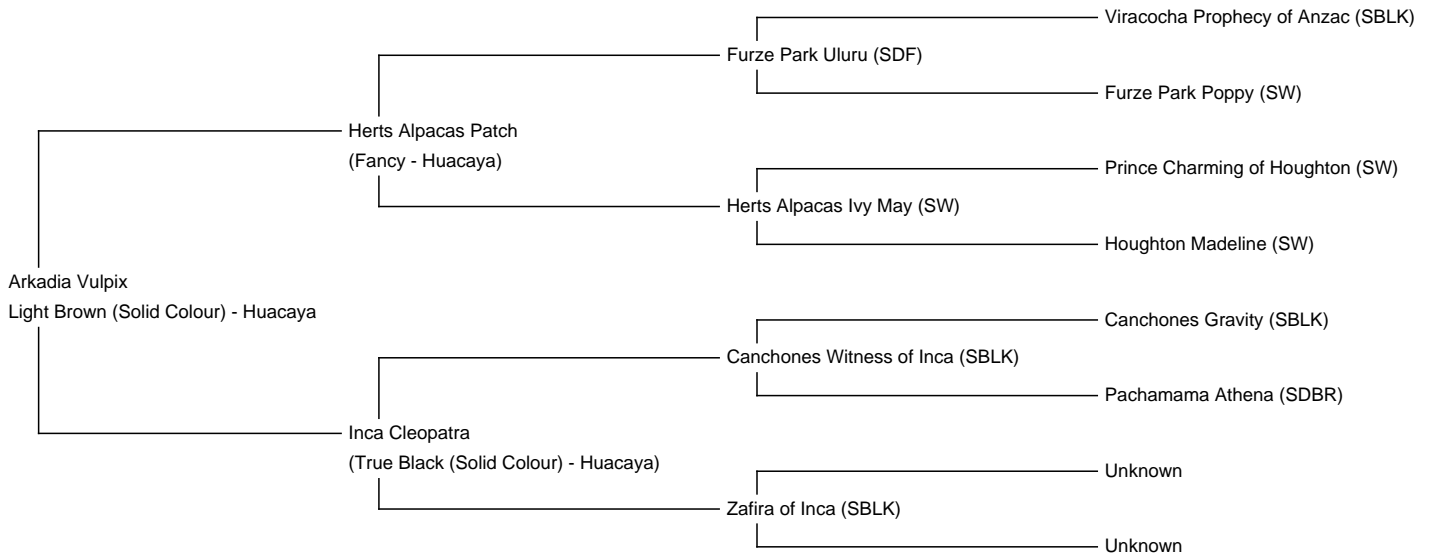 Viracocha Prophecy of Anzac (SBLK)
Furze Park Uluru (SDF)
Furze Park Poppy (SW)
Herts Alpacas Patch
(Fancy - Huacaya)
Prince Charming of Houghton (SW)
Herts Alpacas Ivy May (SW)
Houghton Madeline (SW)
Arkadia Vulpix
Light Brown (Solid Colour) - Huacaya
Canchones Gravity (SBLK)
Canchones Witness of Inca (SBLK)
Pachamama Athena (SDBR)
Inca Cleopatra
(True Black (Solid Colour) - Huacaya)
Unknown
Zafira of Inca (SBLK)
Unknown